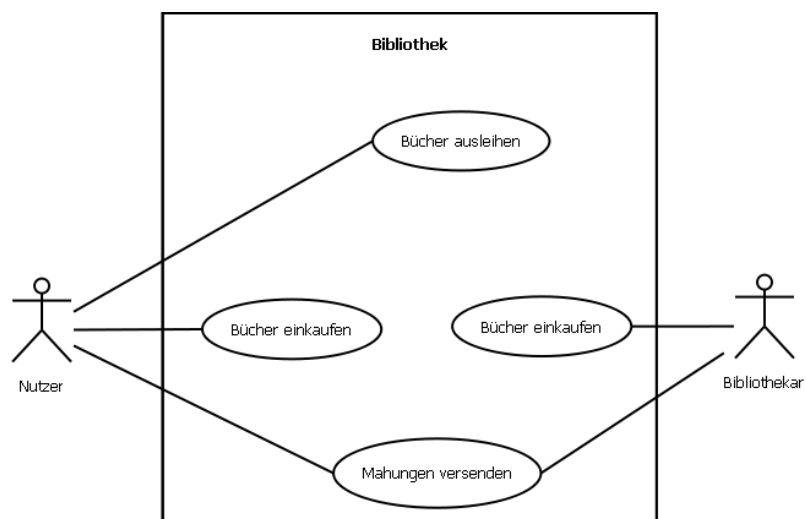 Bibliothek
Bücher ausleihen
Bücher einkaufen
Bücher einkaufen
Nutzer
Bibliothekar
Mahungen versenden